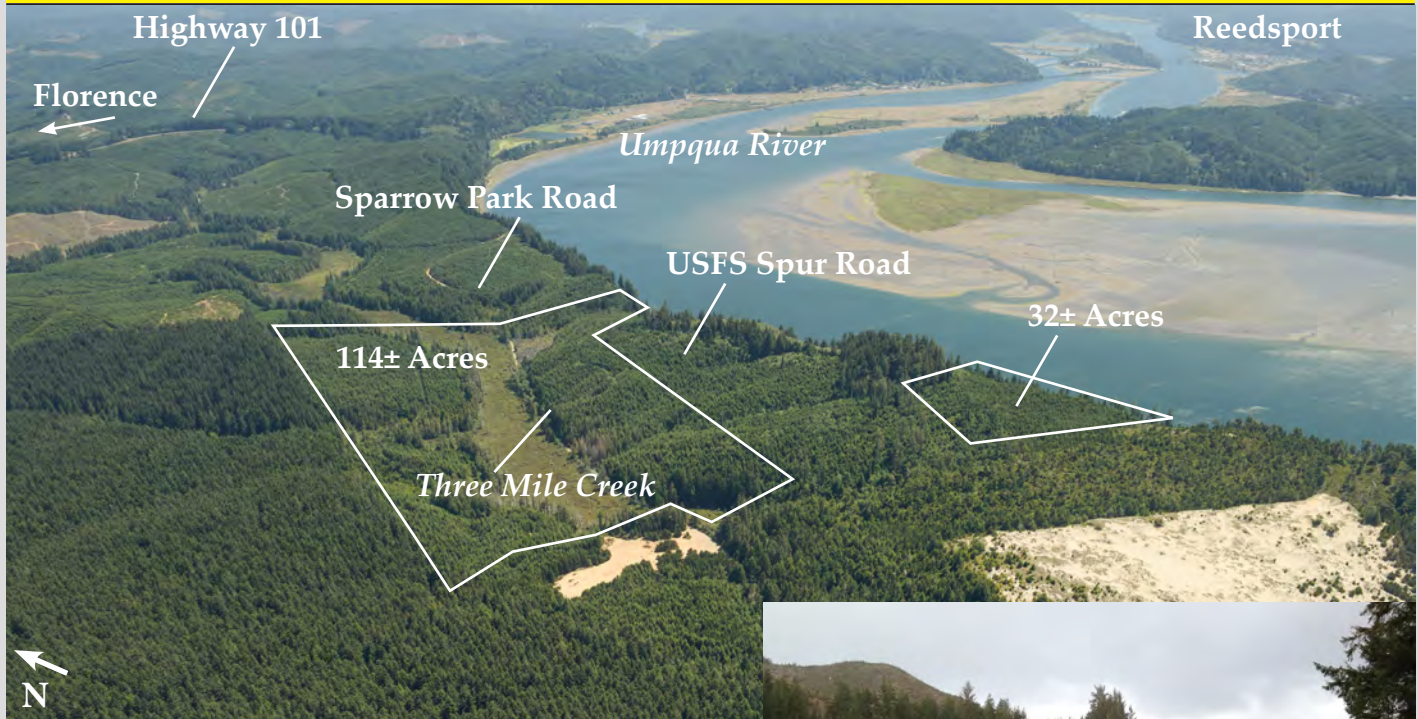 Highway 101
Reedsport
Florence
Umpqua River
Sparrow Park Road
USFS Spur Road
32± Acres
114± Acres
Three Mile Creek
N